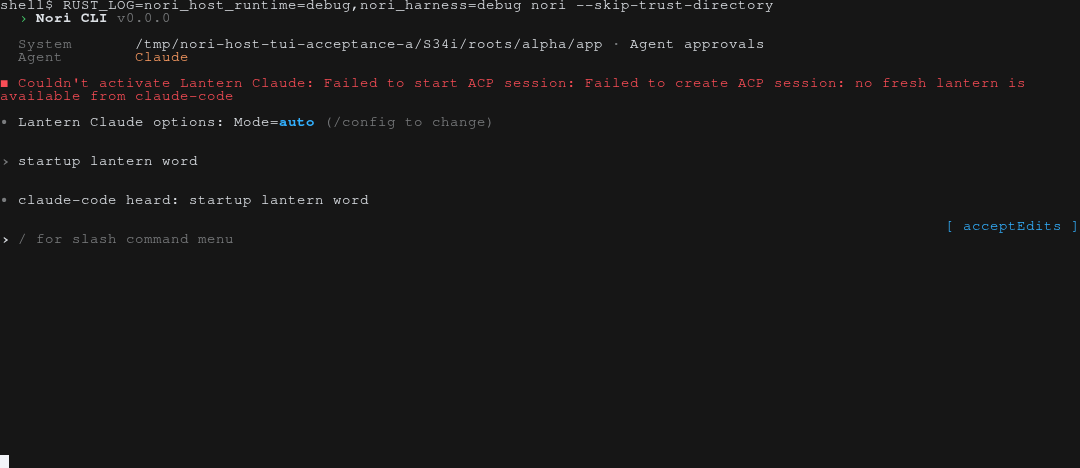 shell$ RUST_LOG=nori_host_runtime=debug,nori_harness=debug nori --skip-trust-directory
› Nori CLI v0.0.0
System /tmp/nori-host-tui-acceptance-a/S34i/roots/alpha/app · Agent approvals
Agent Claude
■ Couldn't activate Lantern Claude: Failed to start ACP session: Failed to create ACP session: no fresh lantern is
available from claude-code
• Lantern Claude options: Mode=auto (/config to change)
› startup lantern word
• claude-code heard: startup lantern word
[ acceptEdits ]
› / for slash command menu